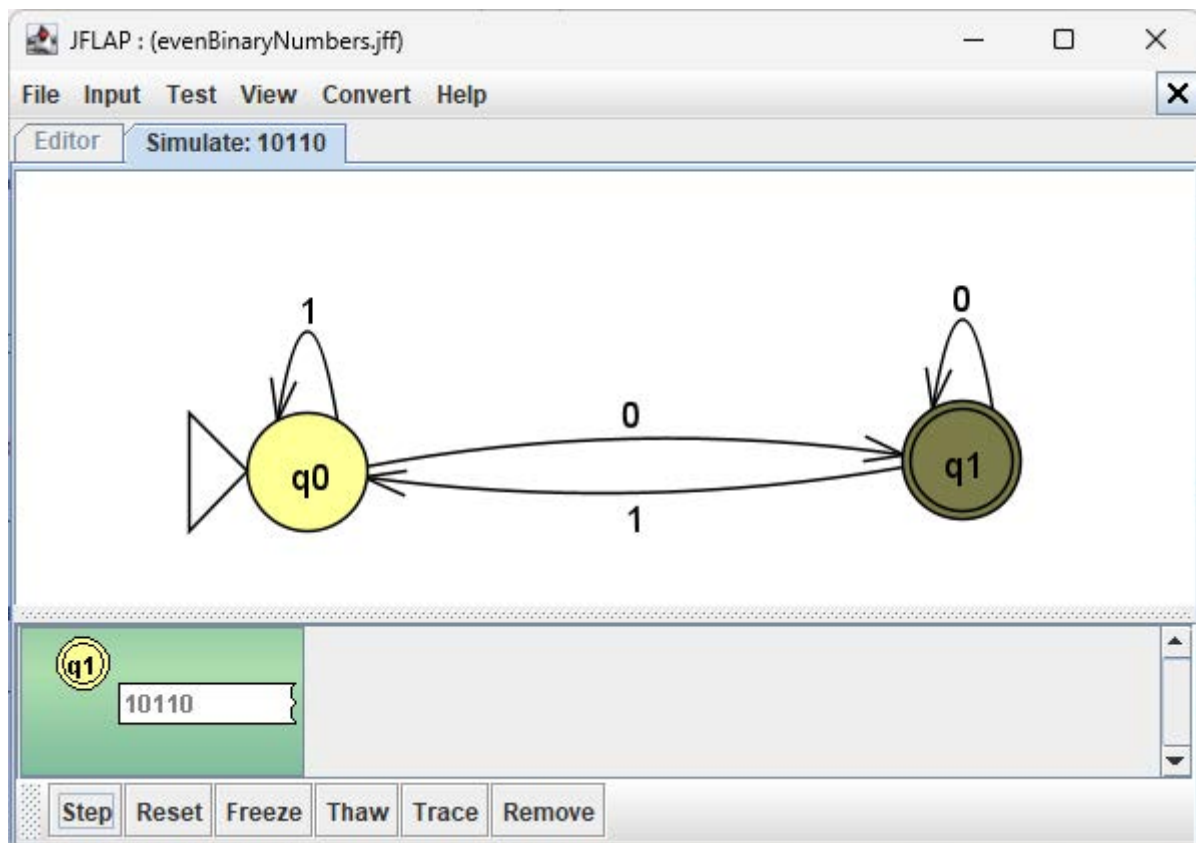 JFLAP : (evenBinaryNumbers.jff)
File Input Test View Convert Help
Editor Simulate: 10110
1
0
0
q0
q1
1
q1
10110
Step Reset Freeze Thaw Trace Remove